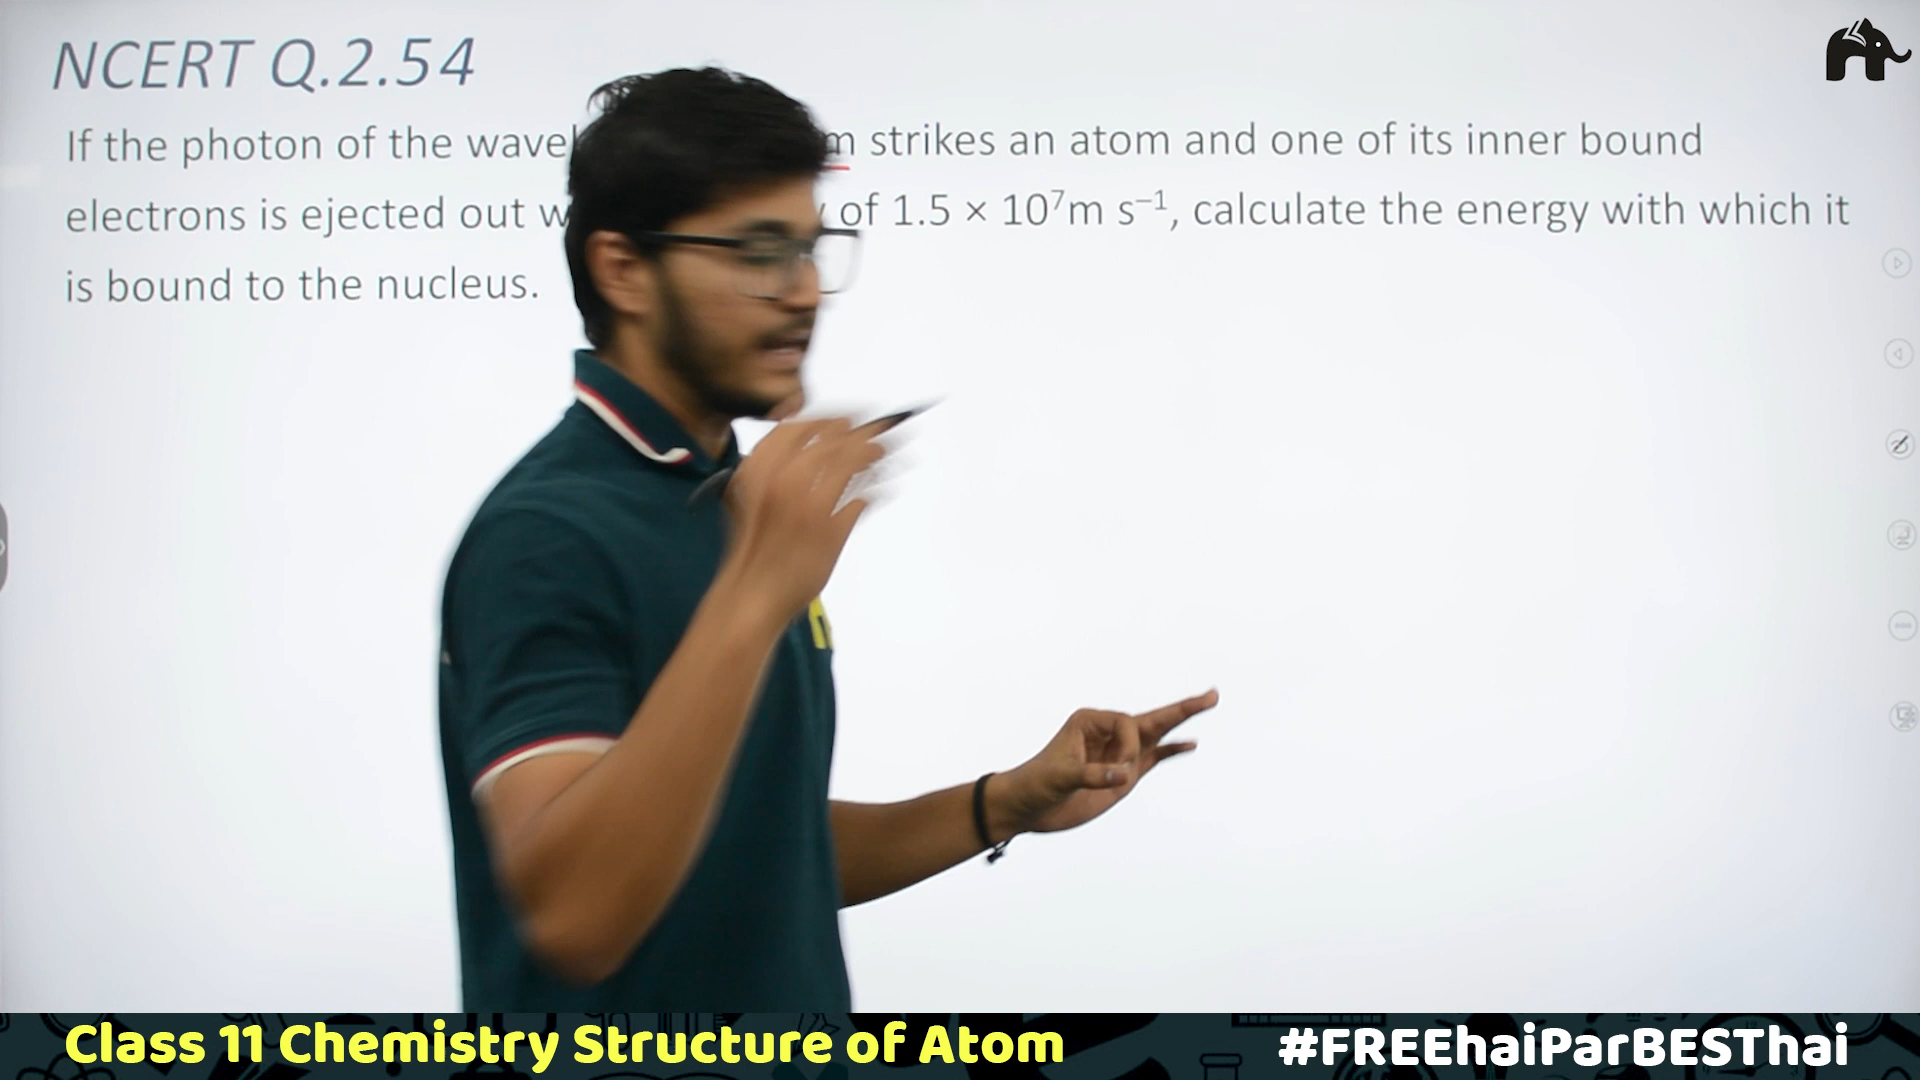 NCERT Q.2.54
If the photon of the m strikes an atom and one of its inner bound
electrons is ejected out of 1.5 × 10⁷m s⁻¹, calculate the energy with which it
is bound to the nucleus.
Class 11 Chemistry Structure of Atom
#FREEhaiParBESThai